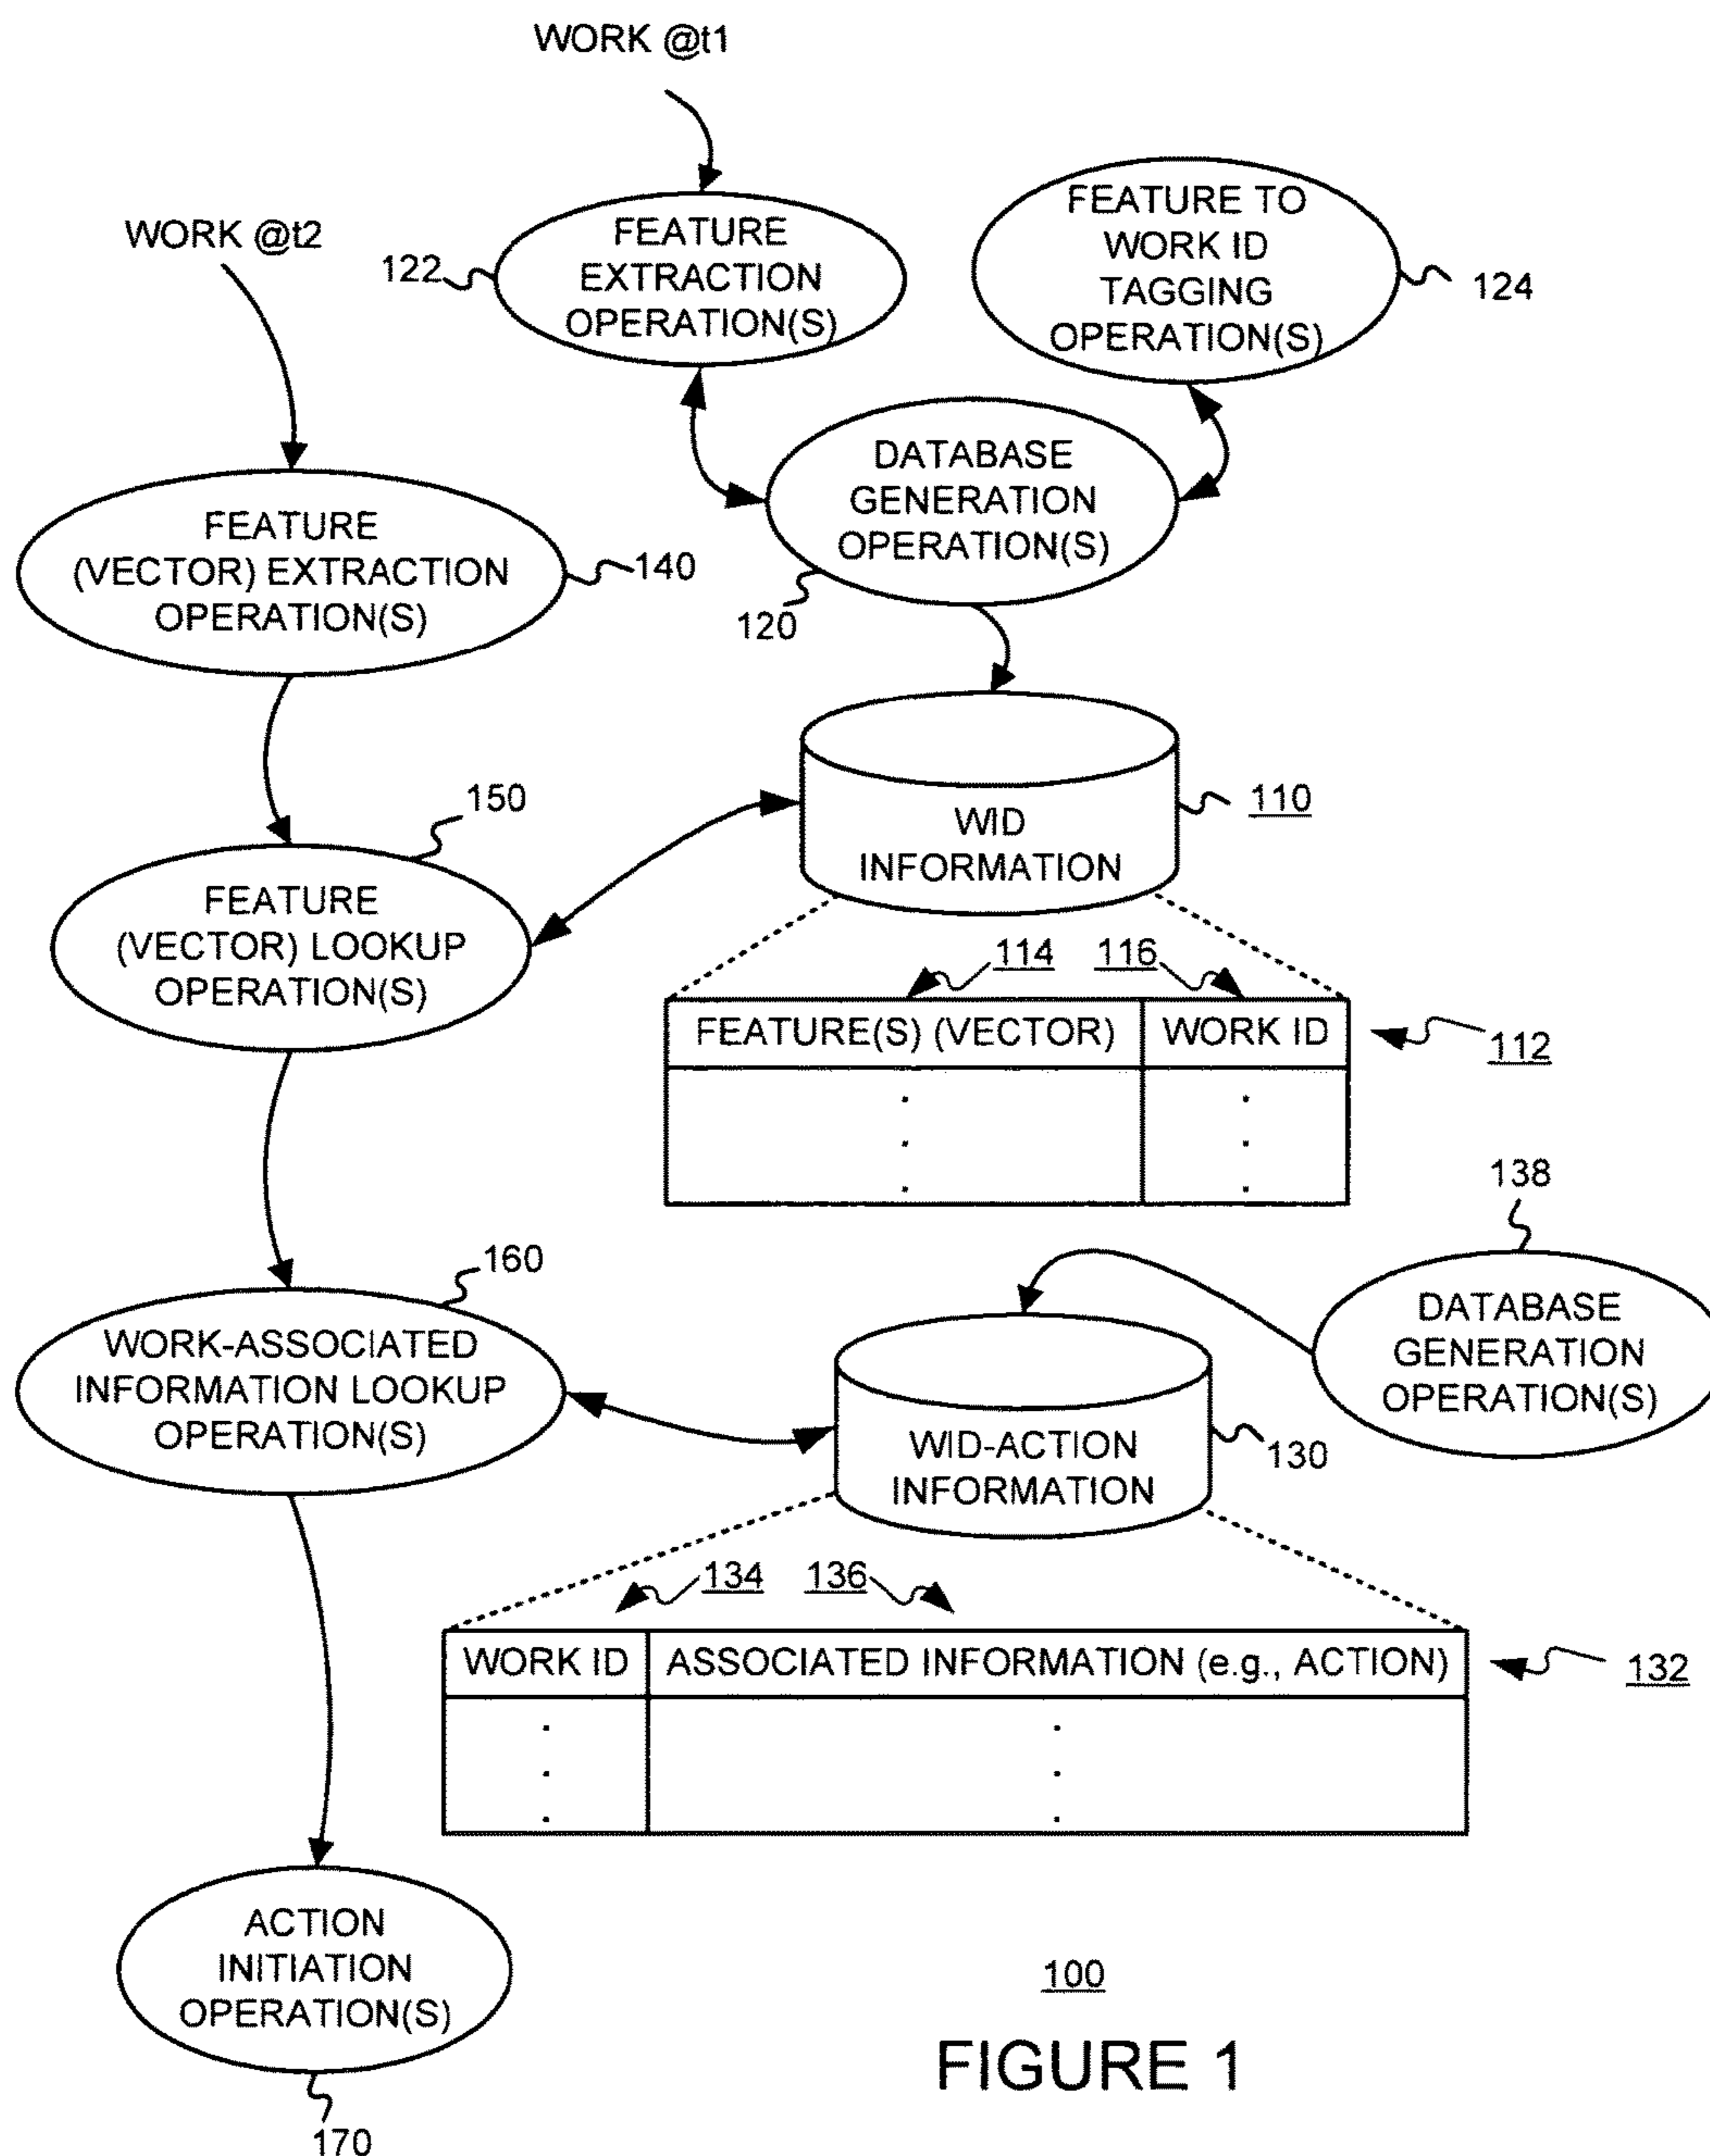 WORK @t1
WORK @t2
122
FEATURE
EXTRACTION
OPERATION(S)
FEATURE TO
WORK ID
TAGGING
OPERATION(S)
124
DATABASE
GENERATION
OPERATION(S)
120
FEATURE
(VECTOR) EXTRACTION
OPERATION(S)
140
WID
INFORMATION
110
150
FEATURE
(VECTOR) LOOKUP
OPERATION(S)
114
116
FEATURE(S) (VECTOR)
WORK ID
112
.
.
.
.
.
.
138
DATABASE
GENERATION
OPERATION(S)
160
WORK-ASSOCIATED
INFORMATION LOOKUP
OPERATION(S)
WID-ACTION
INFORMATION
130
134
136
WORK ID
ASSOCIATED INFORMATION (e.g., ACTION)
132
.
.
.
.
.
.
ACTION
INITIATION
OPERATION(S)
170
100
FIGURE 1